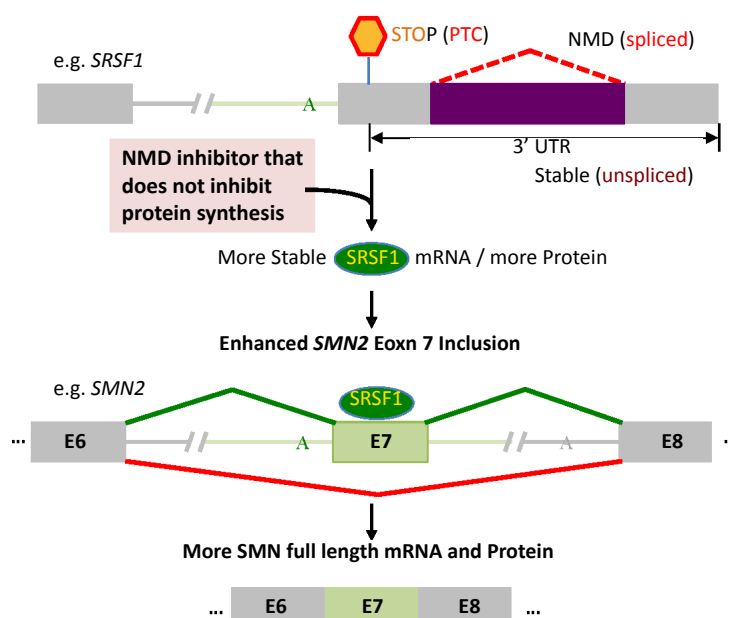 STOP (PTC)
NMD (spliced)
e.g. SRSF1
A
3’ UTR
Stable (unspliced)
NMD inhibitor that
does not inhibit
protein synthesis
More Stable SRSF1 mRNA / more Protein
Enhanced SMN2 Eoxn 7 Inclusion
e.g. SMN2
SRSF1
... E6 A E7 A E8 .
More SMN full length mRNA and Protein
... E6 E7 E8 ...